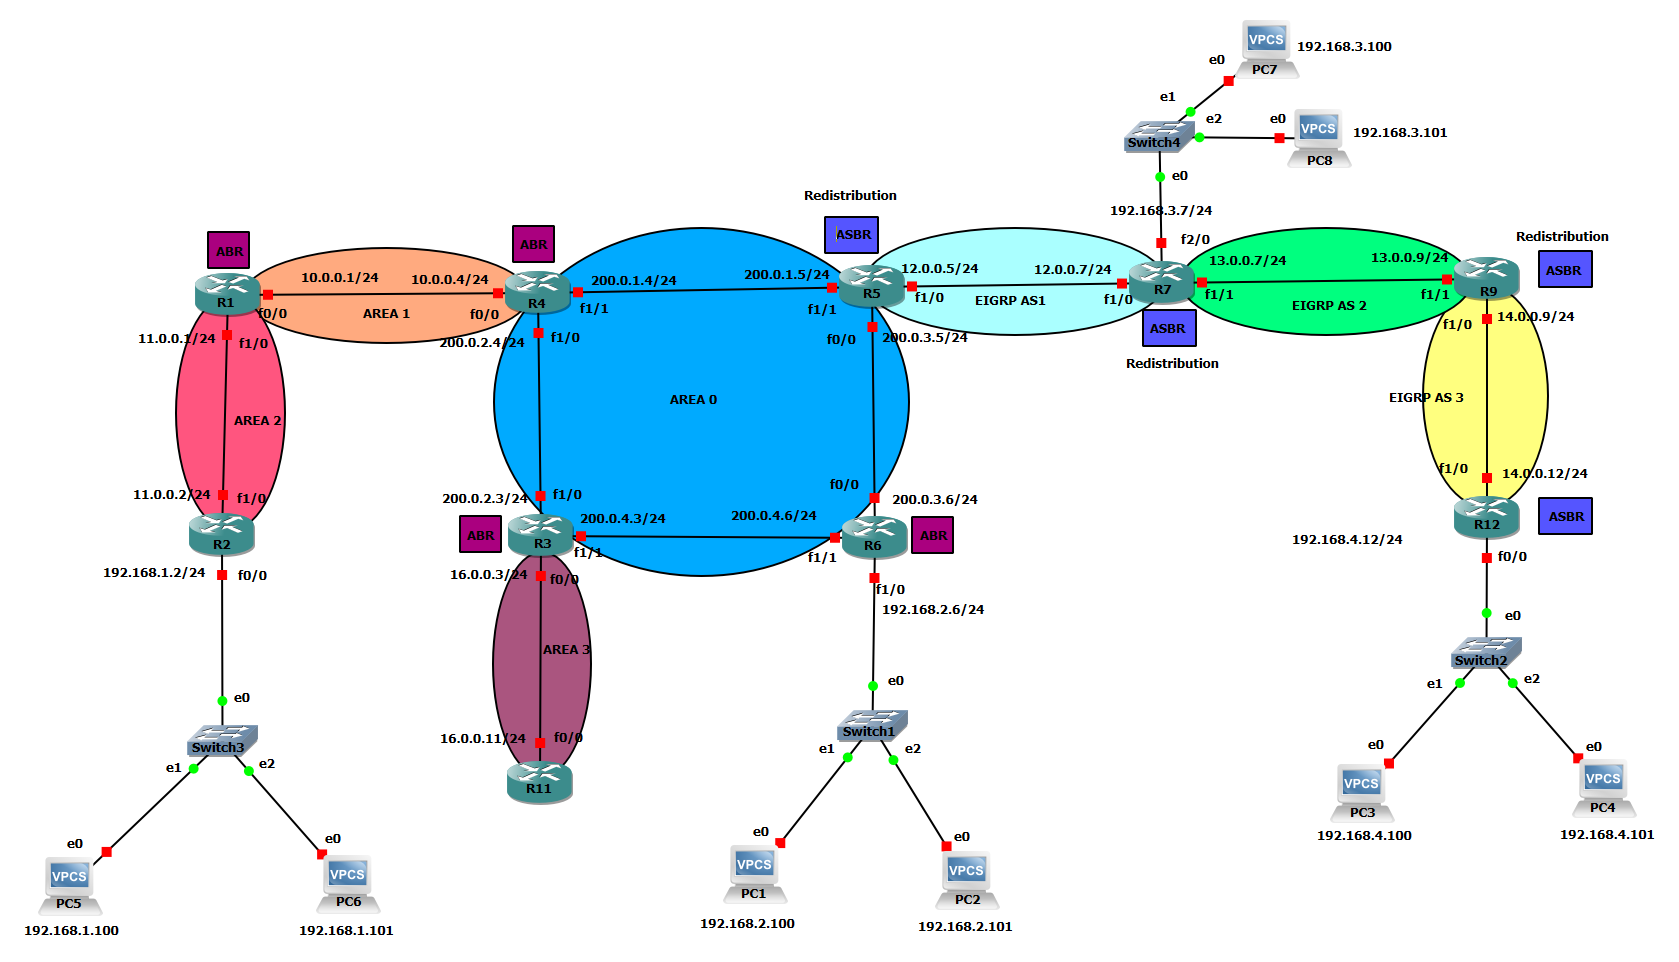 VPCS
192.168.3.100
e0
PC7
e1
e2
e0
VPCS
192.168.3.101
Switch4
PC8
e0
Redistribution
192.168.3.7/24
ABR
ABR
ASBR
f2/0
Redistribution
10.0.0.1/24
10.0.0.4/24
200.0.1.4/24
200.0.1.5/24
12.0.0.5/24
12.0.0.7/24
13.0.0.7/24
13.0.0.9/24
ASBR
R1
R4
R5
R7
R9
f0/0
AREA 1
f0/0
f1/1
f1/1
f1/0
EIGRP AS1
f1/0
f1/1
EIGRP AS 2
f1/1
11.0.0.1/24
f1/0
200.0.2.4/24
f1/0
f0/0
200.0.3.5/24
ASBR
f1/0
14.0.0.9/24
Redistribution
AREA 2
AREA 0
EIGRP AS 3
11.0.0.2/24
f1/0
200.0.2.3/24
f1/0
f0/0
200.0.3.6/24
f1/0
14.0.0.12/24
R2
ABR
200.0.4.3/24
200.0.4.6/24
R3
R6
ABR
R12
ASBR
f1/1
f1/1
192.168.4.12/24
f0/0
192.168.1.2/24
f0/0
16.0.0.3/24
f0/0
f1/0
192.168.2.6/24
e0
AREA 3
Switch2
e0
e0
e1
e2
Switch3
16.0.0.11/24
f0/0
Switch1
e1
e2
e1
e2
e0
e0
R11
VPCS
VPCS
PC3
PC4
192.168.4.100
192.168.4.101
e0
e0
e0
e0
VPCS
VPCS
VPCS
VPCS
PC5
PC6
PC1
PC2
192.168.1.100
192.168.1.101
192.168.2.100
192.168.2.101